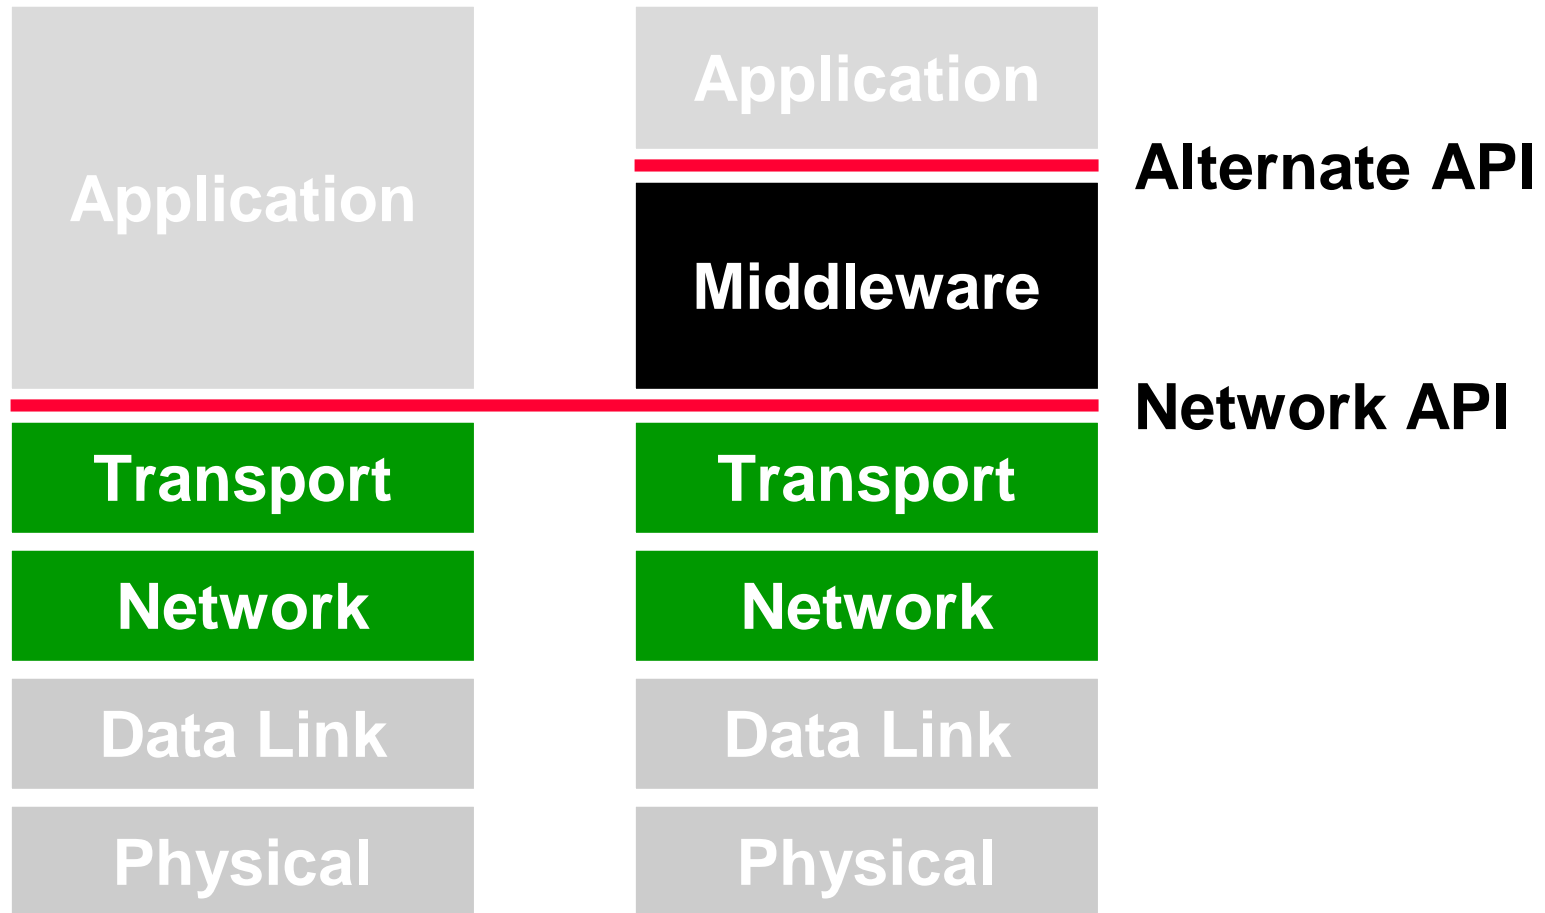 Application
Application
Alternate API
Middleware
Network API
Transport
Transport
Network
Network
Data Link
Data Link
Physical
Physical